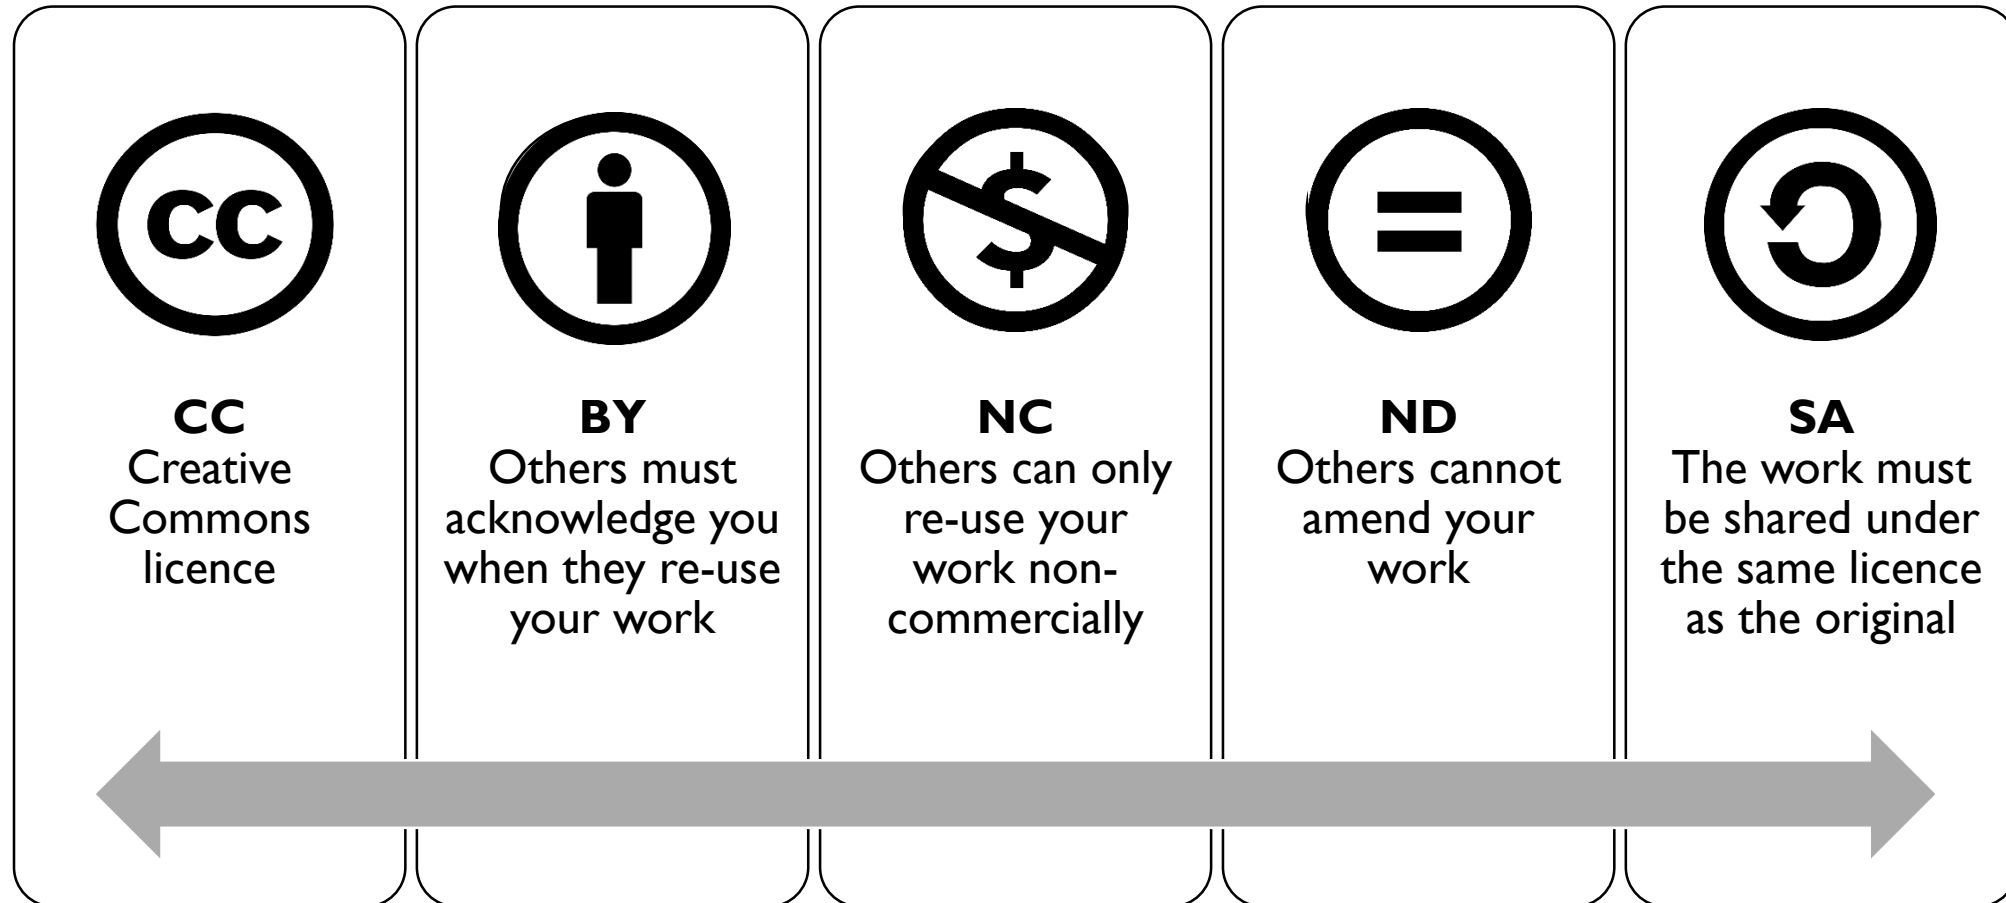 cc
CC
Creative
Commons
licence
BY
Others must
acknowledge you
when they re-use
your work
$
NC
Others can only
re-use your
work non-
commercially
=
ND
Others cannot
amend your
work
SA
The work must
be shared under
the same licence
as the original